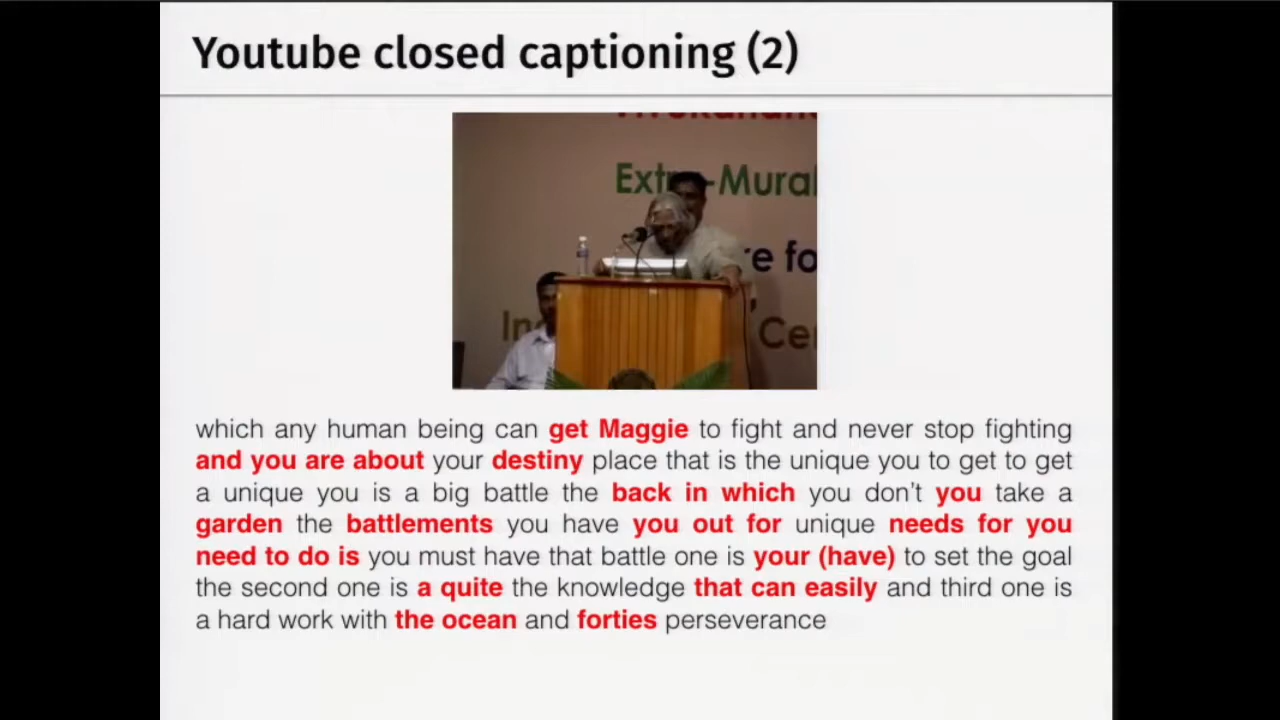 Youtube closed captioning (2)
Extra-Mural
re for
In
Cen
which any human being can get Maggie to fight and never stop fighting
and you are about your destiny place that is the unique you to get to get
a unique you is a big battle the back in which you don't you take a
garden the battlements you have you out for unique needs for you
need to do is you must have that battle one is your (have) to set the goal
the second one is a quite the knowledge that can easily and third one is
a hard work with the ocean and forties perseverance